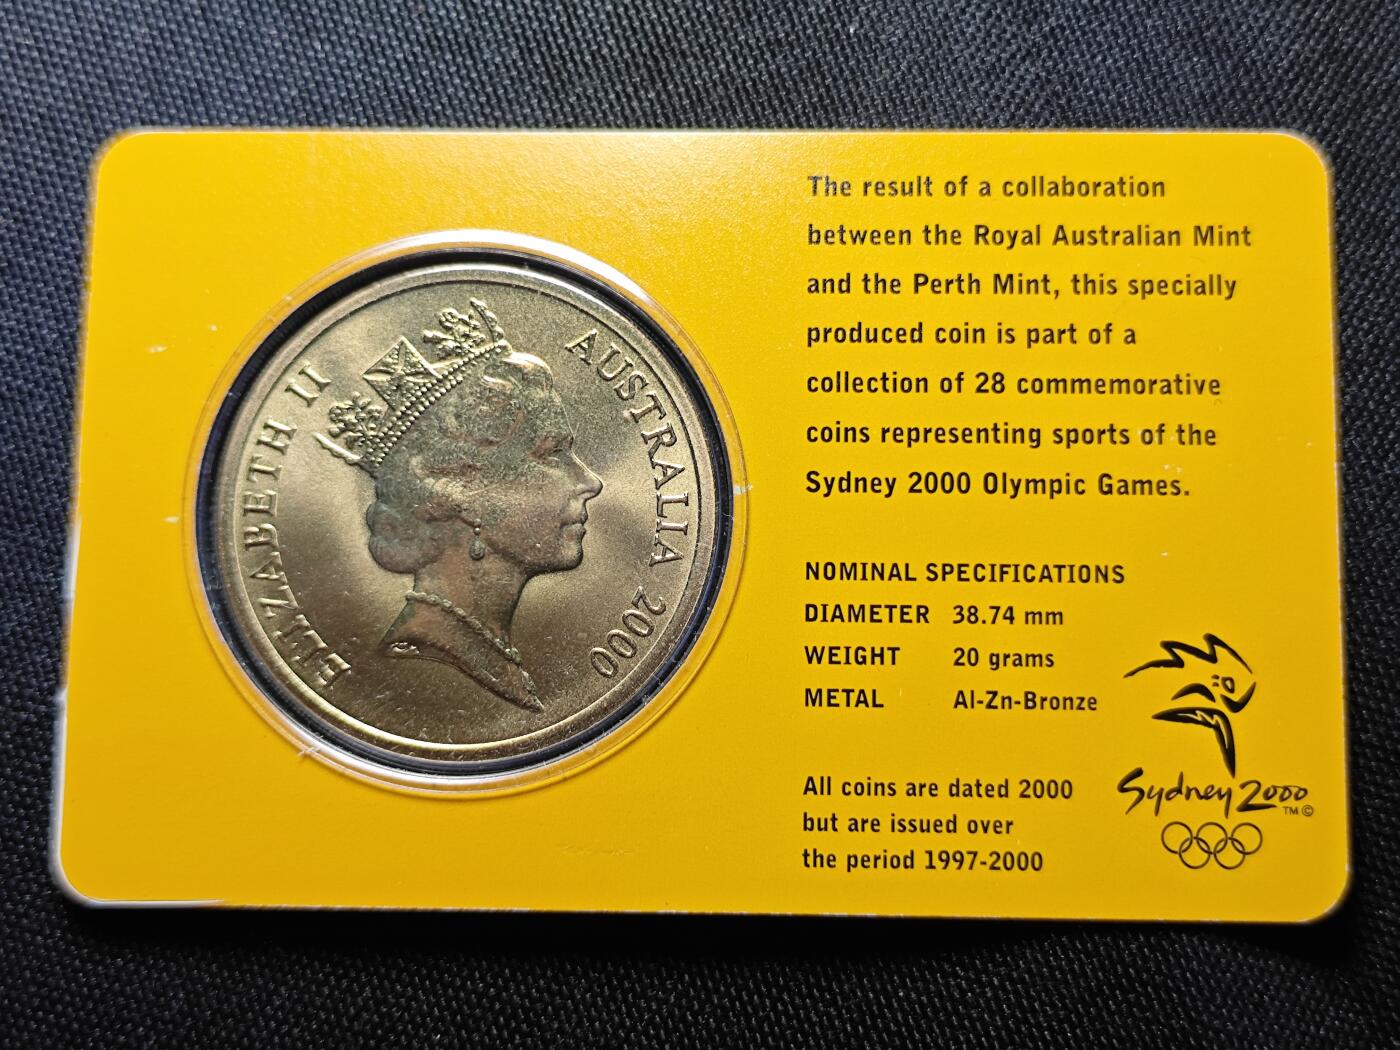 ELIZABETH II
AUSTRALIA 2000
The result of a collaboration
between the Royal Australian Mint
and the Perth Mint, this specially
produced coin is part of a
collection of 28 commemorative
coins representing sports of the
Sydney 2000 Olympic Games.
NOMINAL SPECIFICATIONS
DIAMETER 38.74 mm
WEIGHT 20 grams
METAL Al-Zn-Bronze
All coins are dated 2000
but are issued over
the period 1997-2000
Sydney 2000
TM ©